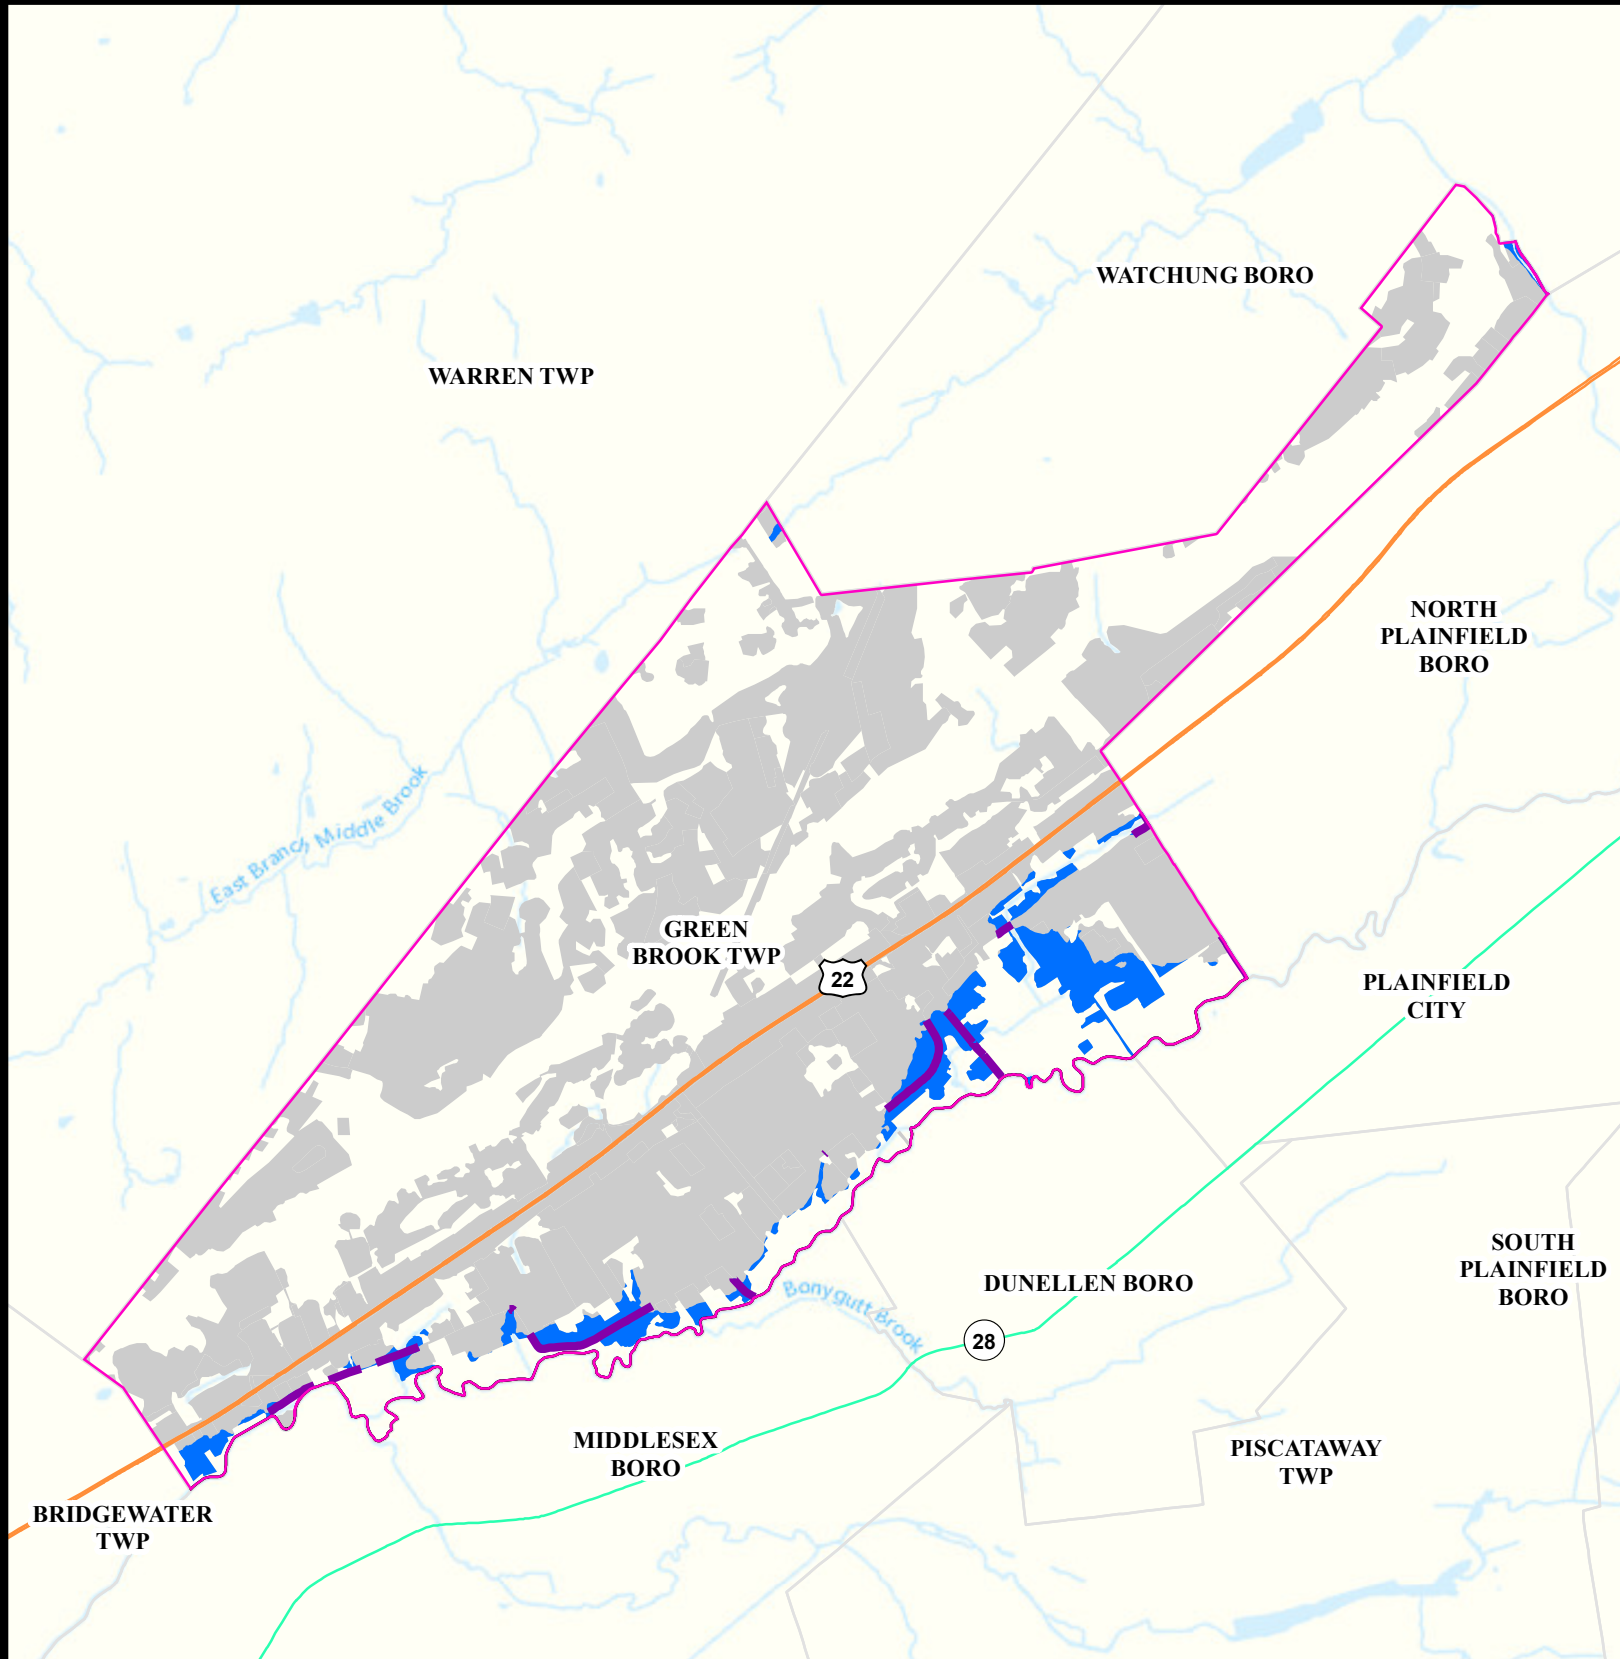 WATCHUNG BORO
WARREN TWP
NORTH
PLAINFIELD
BORO
East Branch Middle Brook
GREEN
BROOK TWP
22
PLAINFIELD
CITY
SOUTH
PLAINFIELD
BORO
DUNELLEN BORO
Bonygutt Brook
28
MIDDLESEX
BORO
PISCATAWAY
TWP
BRIDGEWATER
TWP